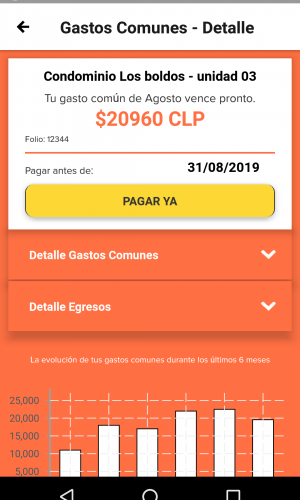 Gastos Comunes - Detalle
Condominio Los boldos - unidad 03
Tu gasto común de Agosto vence pronto.
$20960 CLP
Folio: 12344
Pagar antes de: 31/08/2019
PAGAR YA
Detalle Gastos Comunes
Detalle Egresos
La evolución de tus gastos comunes durante los últimos 6 meses
25,000
20,000
15,000
10,000
5,000